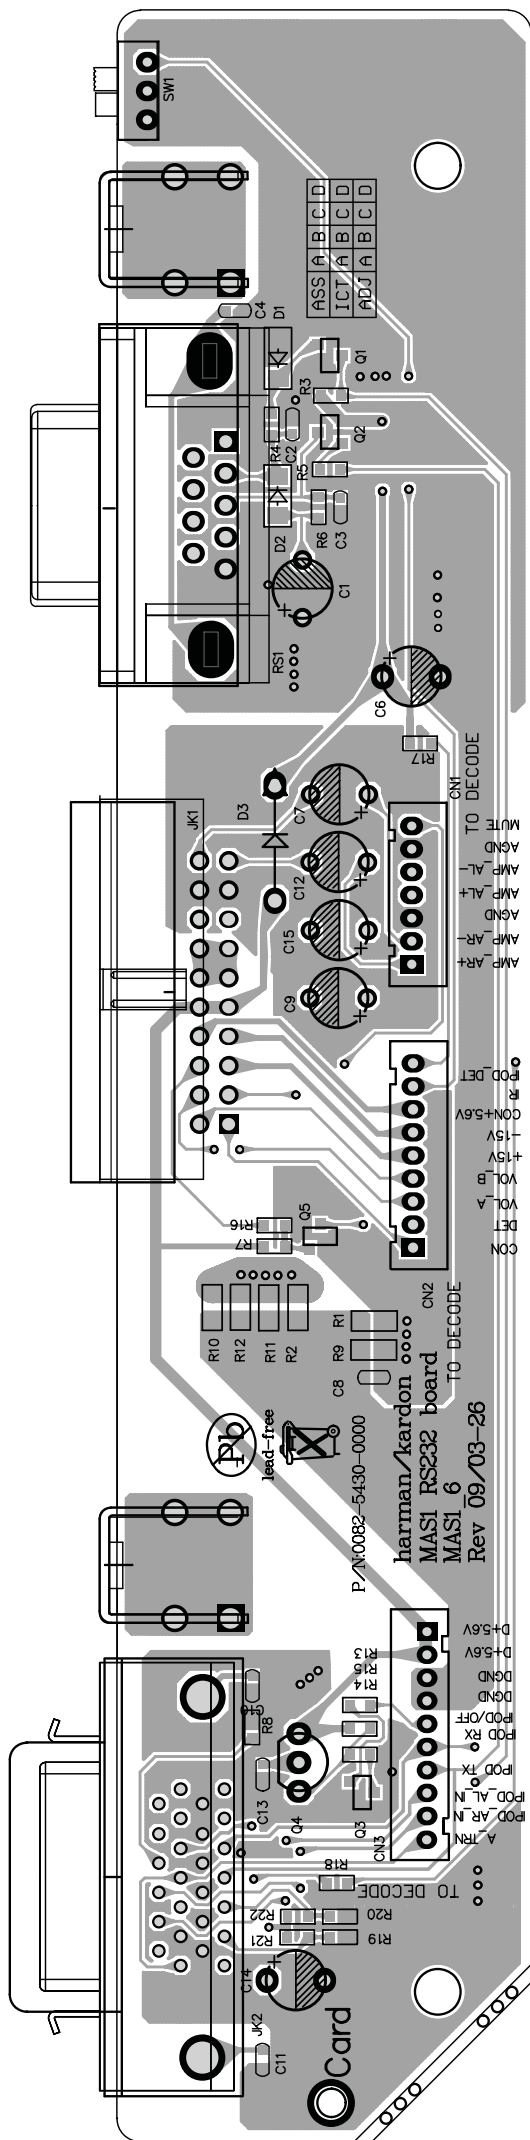 SW1
ASS A B C D
ICT A B C D
ADJ A B C D
C4
D1
Q1
R3
R4
C2
Q2
R5
D2
R6
C3
C1
RS1
C6
R17
CN1
TO DECODE
JK1
D3
C7
C12
C15
C9
MUTE
AGND
AMP_AL-
AMP_AL+
AGND
AMP_AR-
AMP_AR+
IPOD_DET
IR
CON+5.6V
-15V
+15V
VOL_B
VOL_A
DET
CON
R16
R7
Q5
CN2
TO DECODE
R10
R12
R11
R2
R1
R9
C8
Pb
lead-free
P/N:0082-5430-0000
harman/kardon
MAS1 RS232 board
MAS1_6
Rev 09/03-26
D+5.6V
D+5.6V
DGND
DGND
IPOD/OFF
IPOD RX
IPOD TX
IPOD_AL_IN
IPOD_AR_IN
A_TRN
R13
R15
R14
R8
C13
Q4
Q3
CN3
R18
TO DECODE
R22
R20
R21
R19
C14
JK2
C11
Card